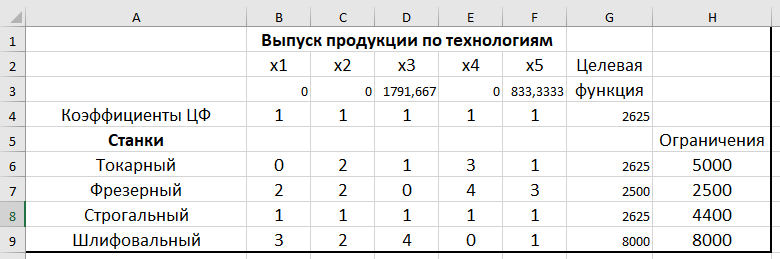 A B C D E F G H
1 Выпуск продукции по технологиям
2 x1 x2 x3 x4 x5 Целевая
3 0 0 1791,667 0 833,3333 функция
4 Коэффициенты ЦФ 1 1 1 1 1 2625
5 Станки Ограничения
6 Токарный 0 2 1 3 1 2625 5000
7 Фрезерный 2 2 0 4 3 2500 2500
8 Строгальный 1 1 1 1 1 2625 4400
9 Шлифовальный 3 2 4 0 1 8000 8000